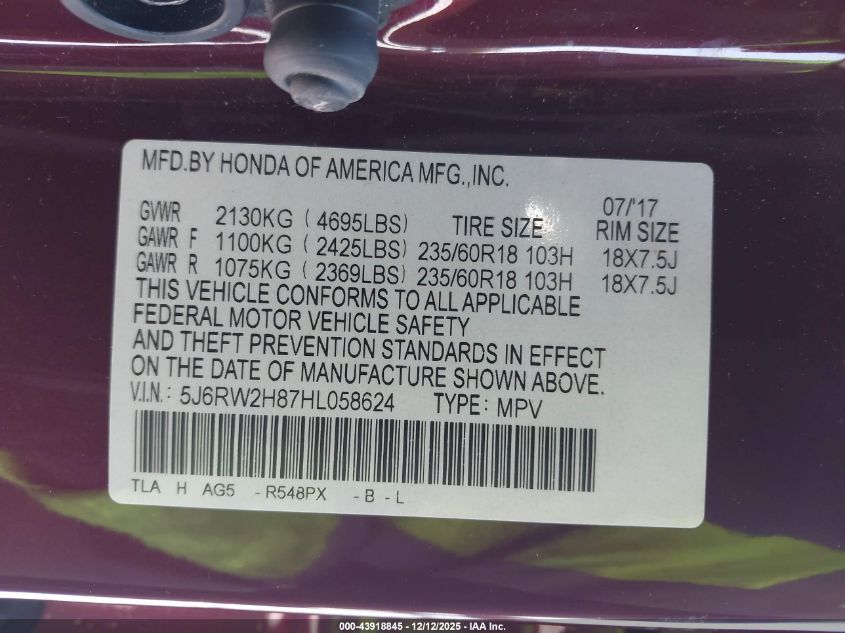 MFD.BY HONDA OF AMERICA MFG.,INC.
07/'17
GVWR 2130KG (4695LBS) TIRE SIZE RIM SIZE
GAWR F 1100KG (2425LBS) 235/60R18 103H 18X7.5J
GAWR R 1075KG (2369LBS) 235/60R18 103H 18X7.5J
THIS VEHICLE CONFORMS TO ALL APPLICABLE
FEDERAL MOTOR VEHICLE SAFETY
AND THEFT PREVENTION STANDARDS IN EFFECT
ON THE DATE OF MANUFACTURE SHOWN ABOVE.
V.I.N.: 5J6RW2H87HL058624 TYPE: MPV
TLA H AG5 -R548PX -B -L
000-43918845 - 12/12/2025 - IAA Inc.